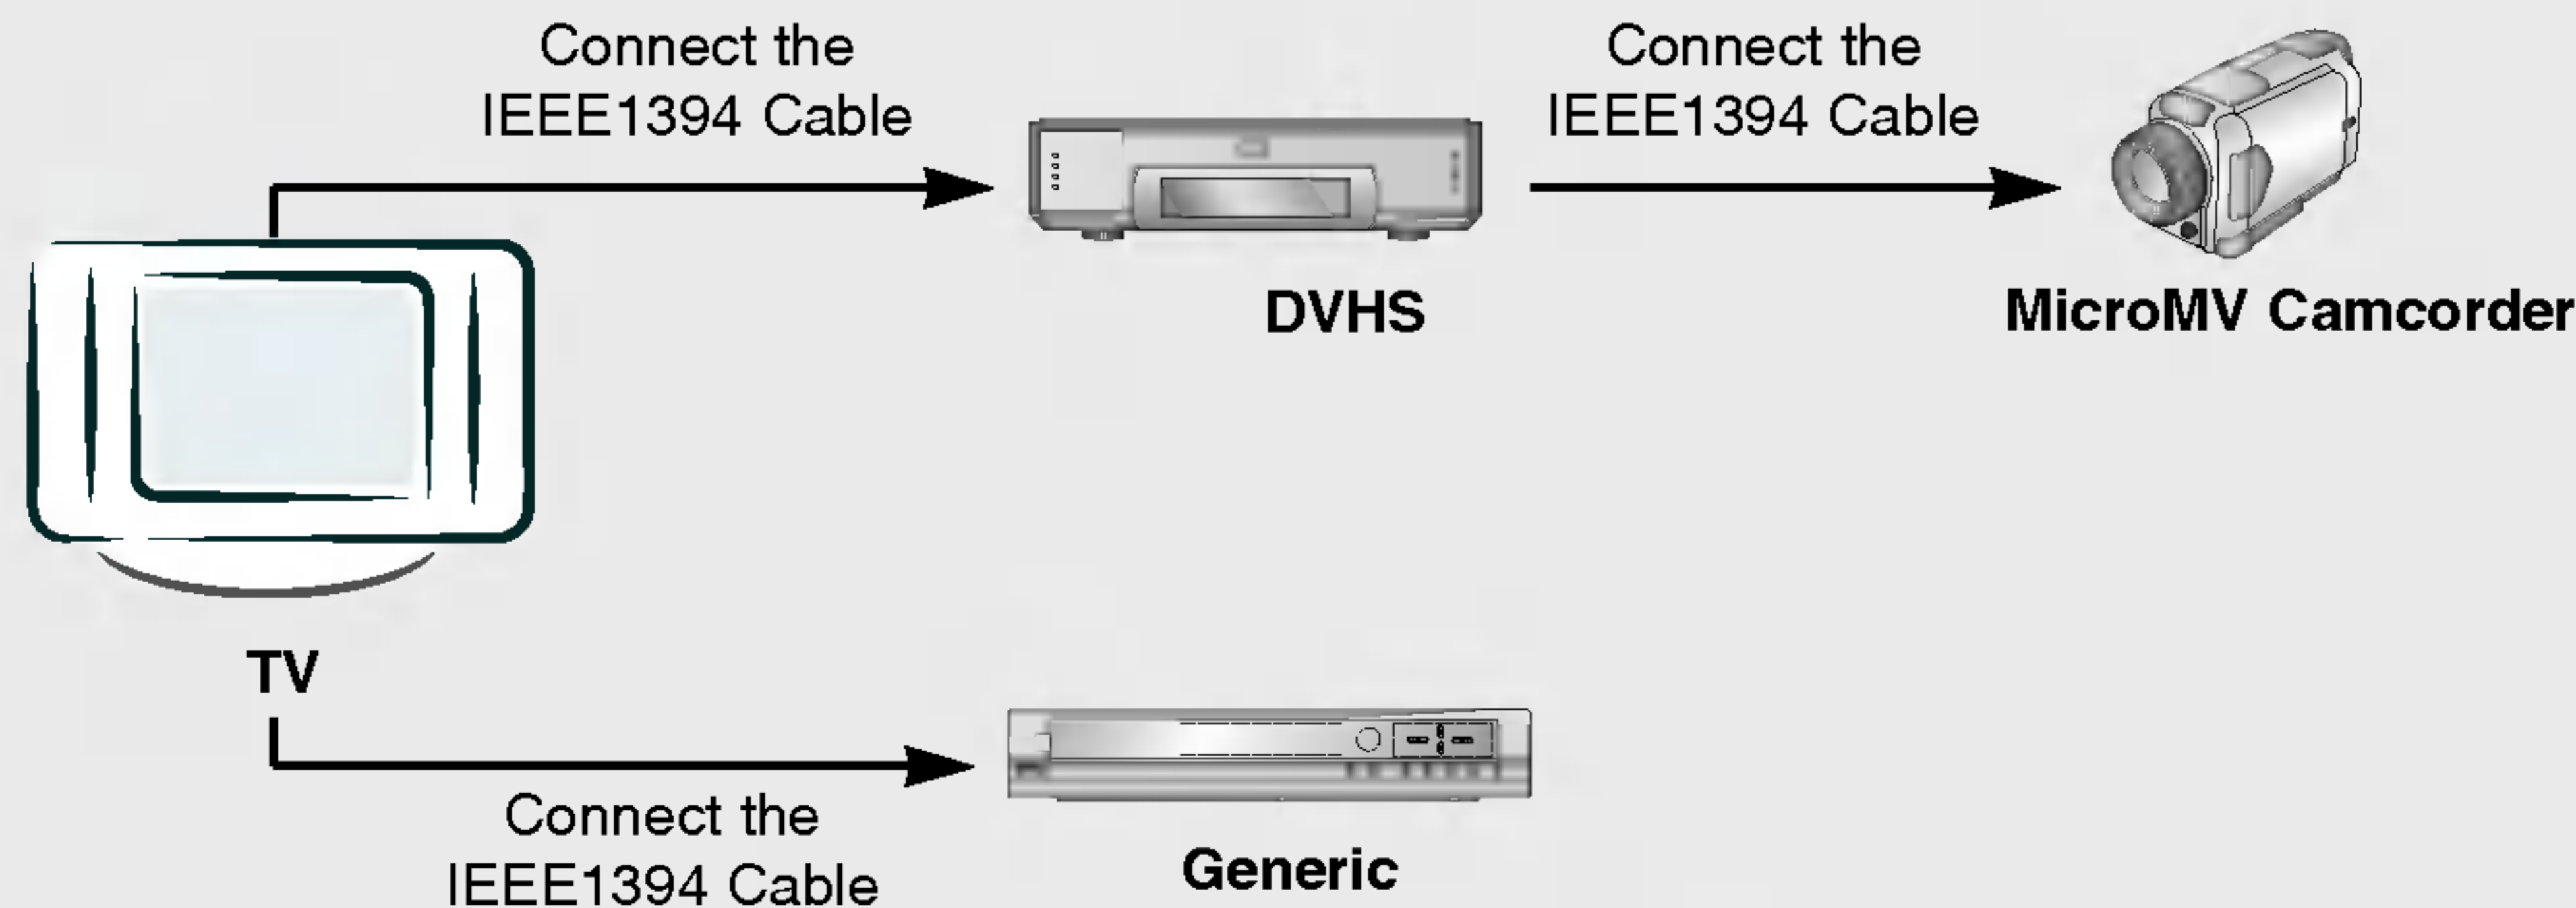 Connect the
IEEE1394 Cable
Connect the
IEEE1394 Cable
DVHS
MicroMV Camcorder
TV
Connect the
IEEE1394 Cable
Generic